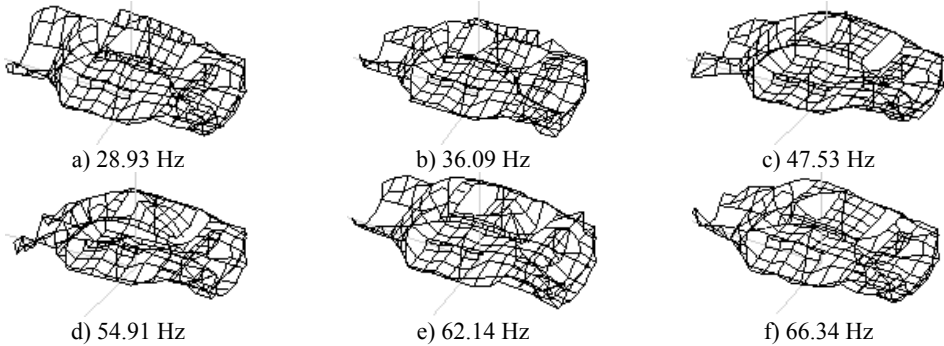 a) 28.93 Hz b) 36.09 Hz c) 47.53 Hz
d) 54.91 Hz e) 62.14 Hz f) 66.34 Hz